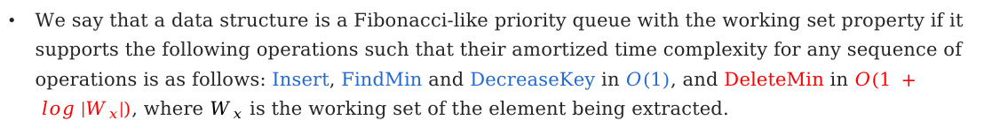 • We say that a data structure is a Fibonacci-like priority queue with the working set property if it
supports the following operations such that their amortized time complexity for any sequence of
operations is as follows: Insert, FindMin and DecreaseKey in O(1), and DeleteMin in O(1 +
log |Wₓ|), where Wₓ is the working set of the element being extracted.